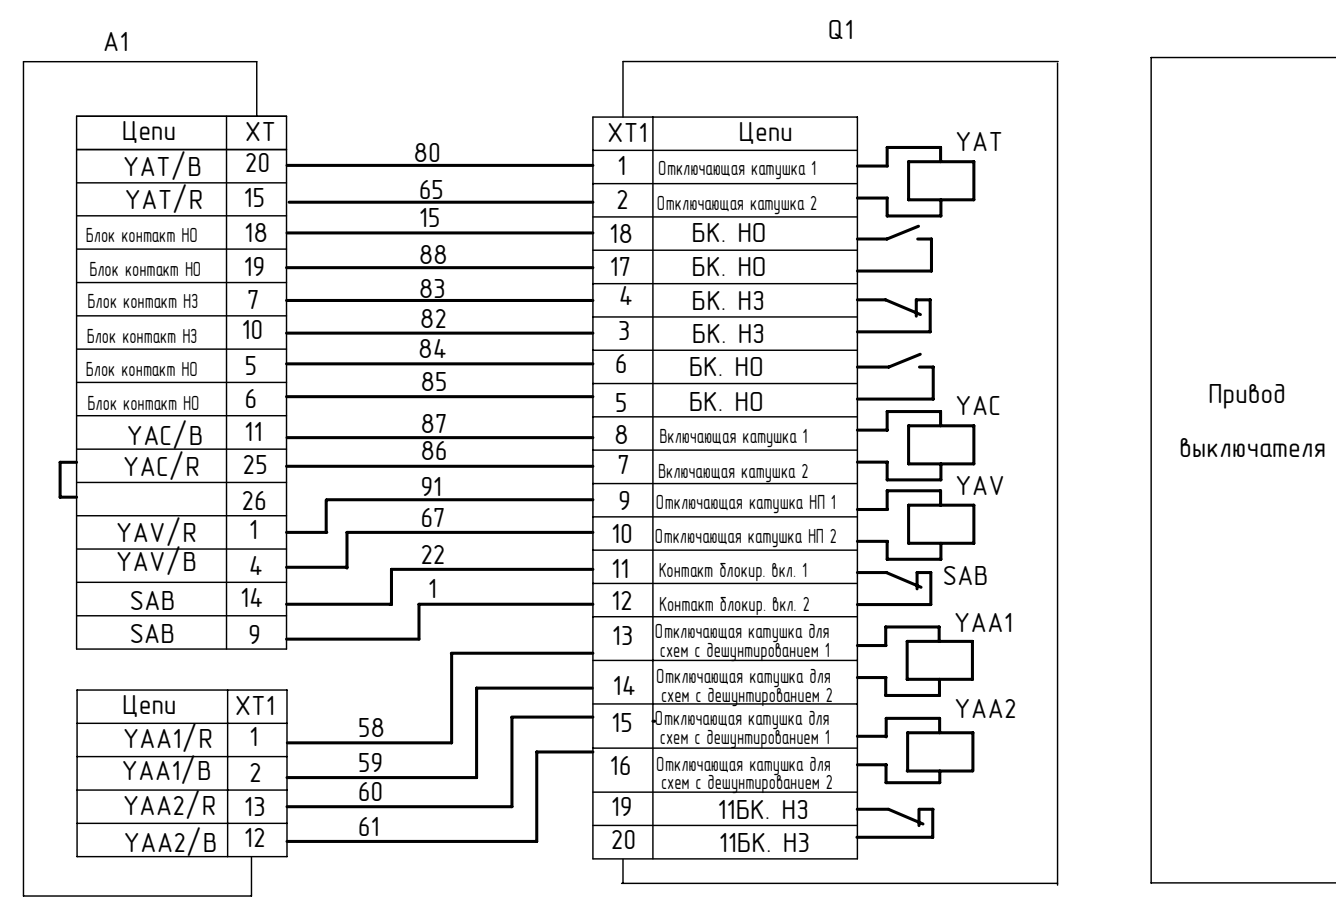 A1
Q1
Цепи XT
YAT/B 20
YAT/R 15
Блок контакт НО 18
Блок контакт НО 19
Блок контакт НЗ 7
Блок контакт НЗ 10
Блок контакт НО 5
Блок контакт НО 6
YAC/B 11
YAC/R 25
26
YAV/R 1
YAV/B 4
SAB 14
SAB 9
Цепи XT1
YAA1/R 1
YAA1/B 2
YAA2/R 13
YAA2/B 12
80
65
15
88
83
82
84
85
87
86
91
67
22
1
58
59
60
61
XT1 Цепи
1 Отключающая катушка 1
2 Отключающая катушка 2
18 БК. НО
17 БК. НО
4 БК. НЗ
3 БК. НЗ
6 БК. НО
5 БК. НО
8 Включающая катушка 1
7 Включающая катушка 2
9 Отключающая катушка НП 1
10 Отключающая катушка НП 2
11 Контакт блокир. вкл. 1
12 Контакт блокир. вкл. 2
13 Отключающая катушка для
схем с дешунтированием 1
14 Отключающая катушка для
схем с дешунтированием 2
15 Отключающая катушка для
схем с дешунтированием 1
16 Отключающая катушка для
схем с дешунтированием 2
19 11БК. НЗ
20 11БК. НЗ
YAT
YAC
YAV
SAB
YAA1
YAA2
Привод
выключателя